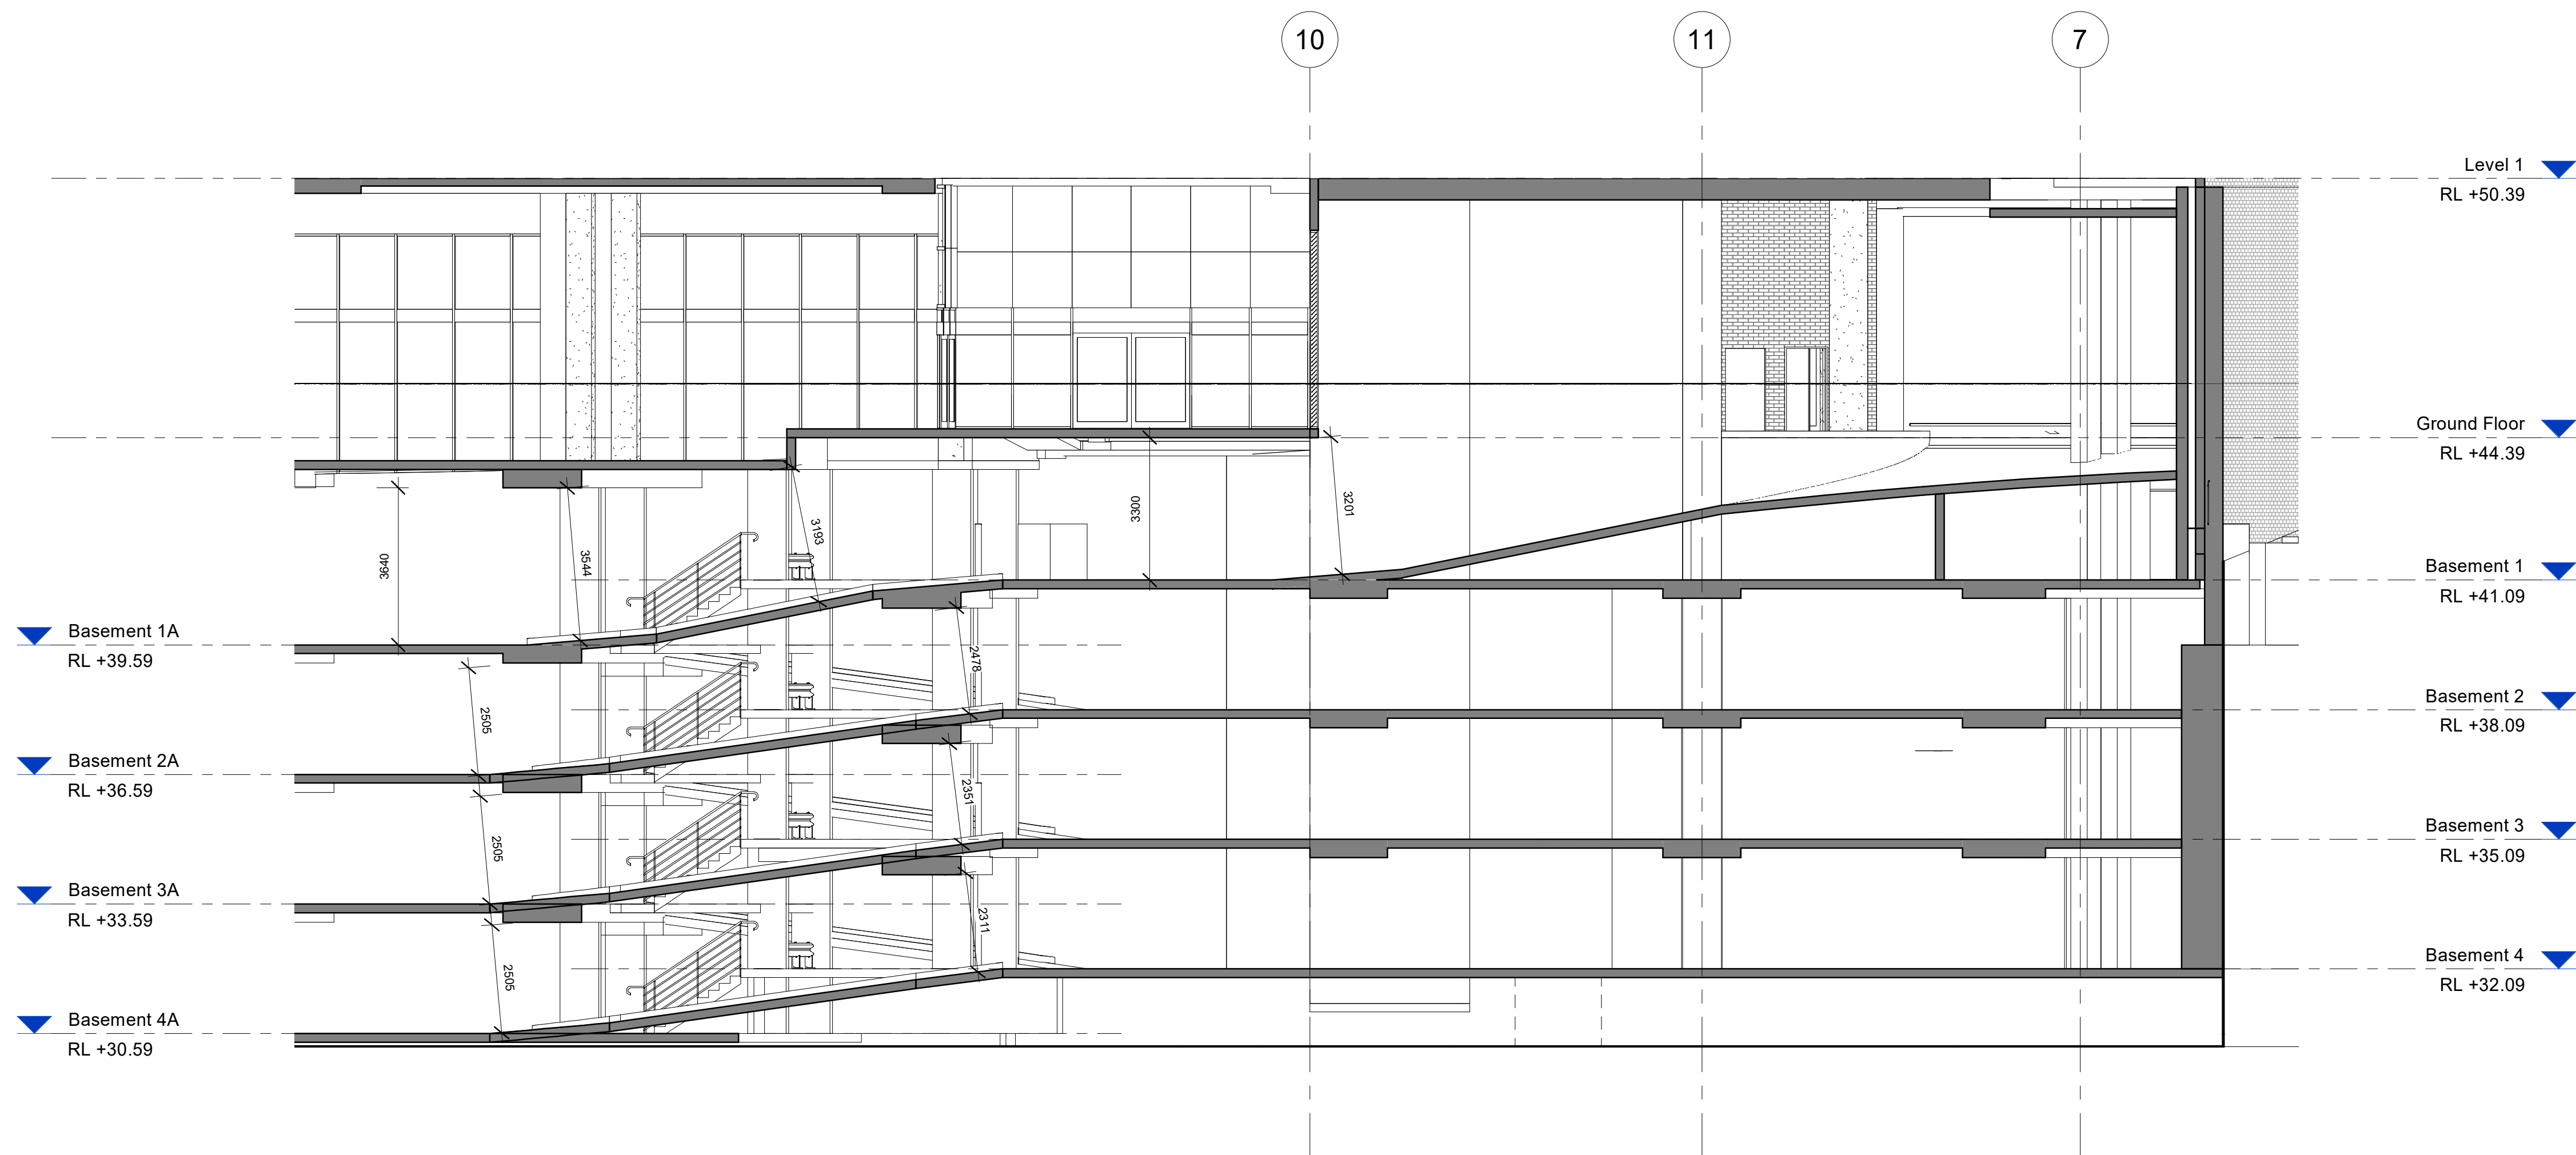 10
11
7
Level 1
RL +50.39
Ground Floor
RL +44.39
3201
3300
3193
3544
3640
Basement 1
RL +41.09
Basement 1A
RL +39.59
2478
2505
Basement 2
RL +38.09
Basement 2A
RL +36.59
2351
2505
Basement 3
RL +35.09
Basement 3A
RL +33.59
2311
2505
Basement 4
RL +32.09
Basement 4A
RL +30.59